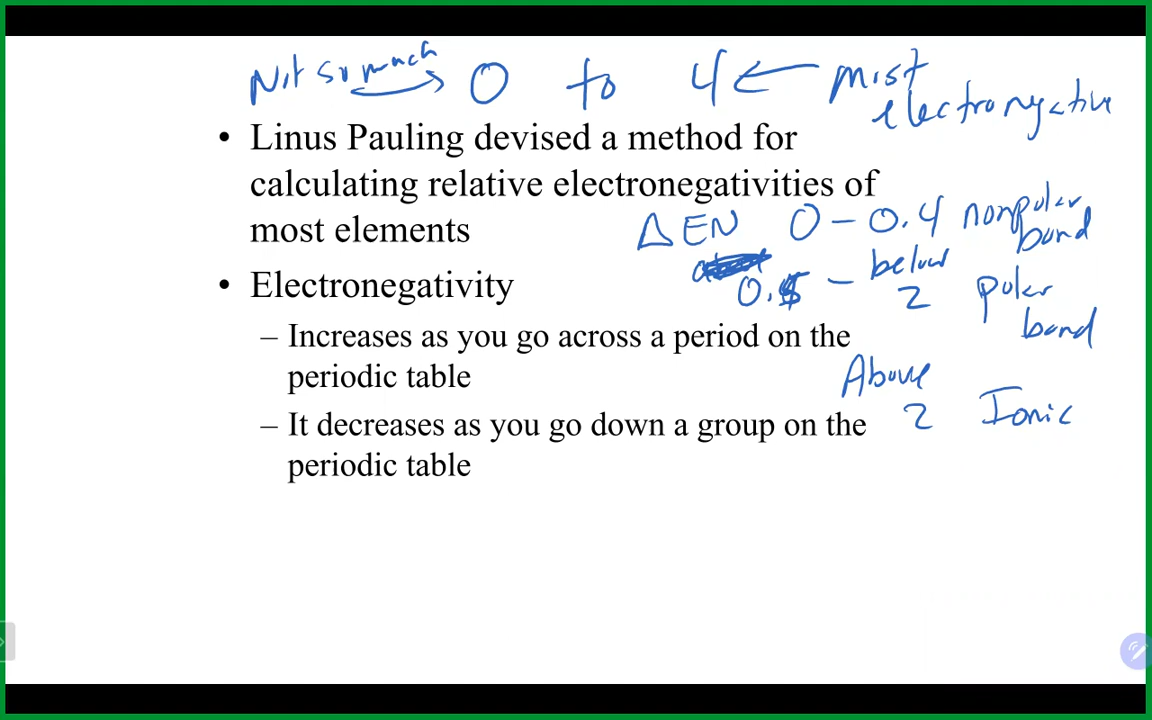 Not so much → 0 to 4 ← most
electronegative
• Linus Pauling devised a method for
calculating relative electronegativities of
most elements
Δ EN 0 – 0.4 nonpolar
bond
0.5 – below
2 polar
bond
• Electronegativity
– Increases as you go across a period on the
periodic table
Above
2 Ionic
– It decreases as you go down a group on the
periodic table